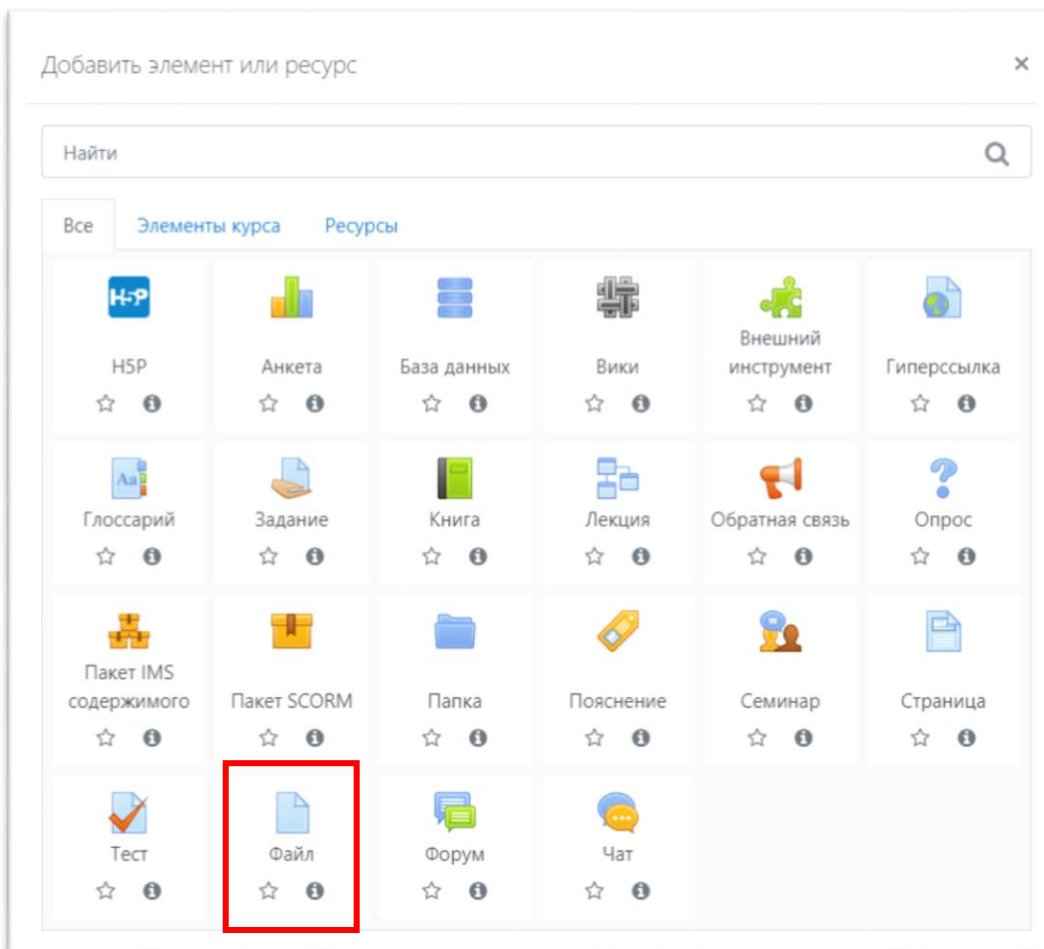 Добавить элемент или ресурс ×
Найти
Все Элементы курса Ресурсы
H5P
H5P Анкета База данных Вики Внешний инструмент Гиперссылка
Aa
Глоссарий Задание Книга Лекция Обратная связь Опрос
Пакет IMS содержимого Пакет SCORM Папка Пояснение Семинар Страница
Тест Файл Форум Чат